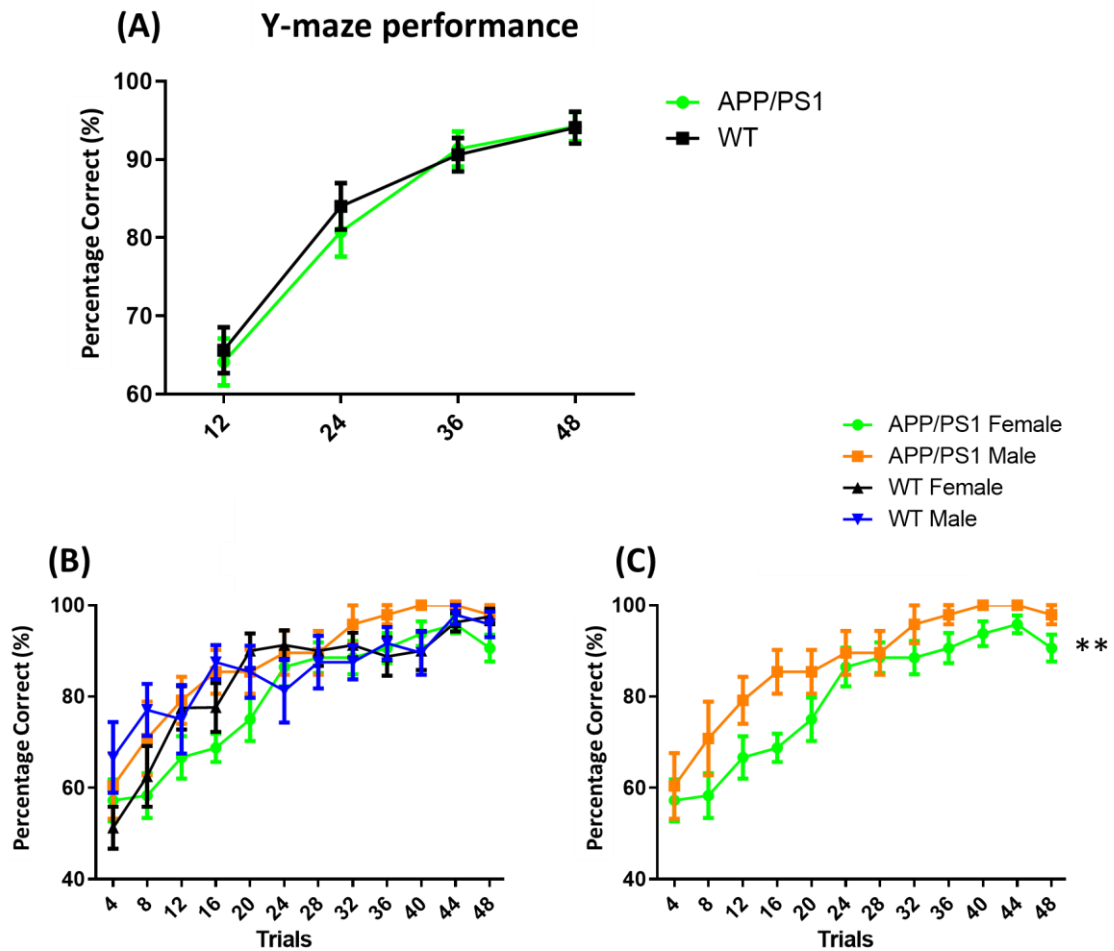 (A) Y-maze performance
Percentage Correct (%)
100
90
80
70
60
12 24 36 48
APP/PS1
WT
APP/PS1 Female
APP/PS1 Male
WT Female
WT Male
(B)
Percentage Correct (%)
100
80
60
40
4 8 12 16 20 24 28 32 36 40 44 48
Trials
(C)
Percentage Correct (%)
100
80
60
40
4 8 12 16 20 24 28 32 36 40 44 48
Trials
**